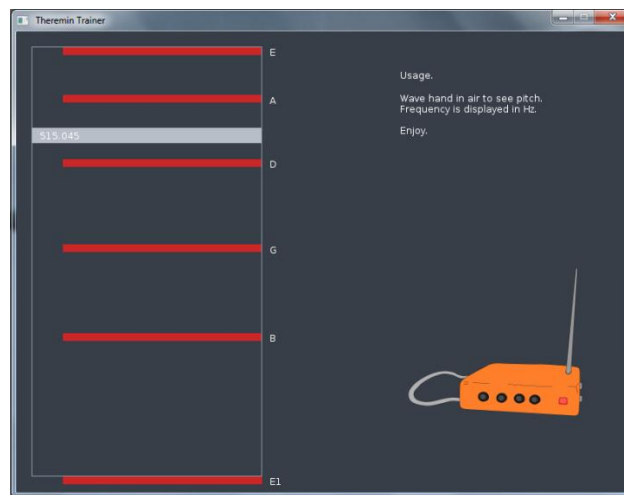 Theremin Trainer
E
A
515.045
D
G
B
E1
Usage.
Wave hand in air to see pitch.
Frequency is displayed in Hz.
Enjoy.